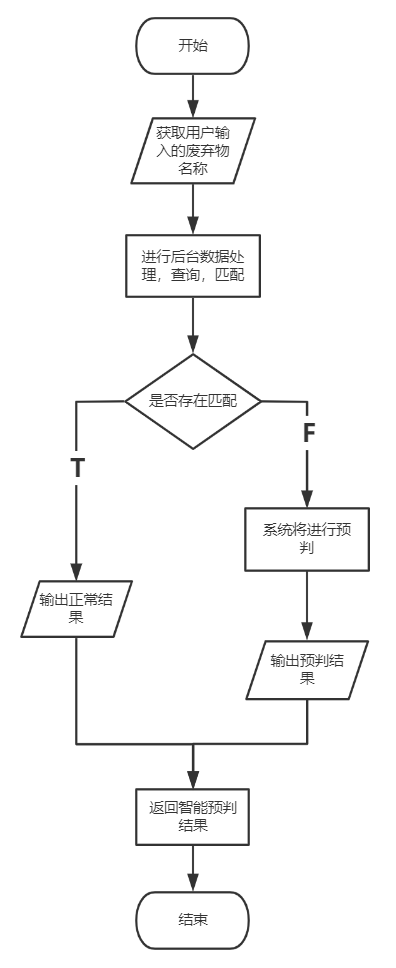 开始
获取用户输
入的废弃物
名称
进行后台数据处
理，查询，匹配
是否存在匹配
T
F
系统将进行预
判
输出正常结
果
输出预判结
果
返回智能预判
结果
结束